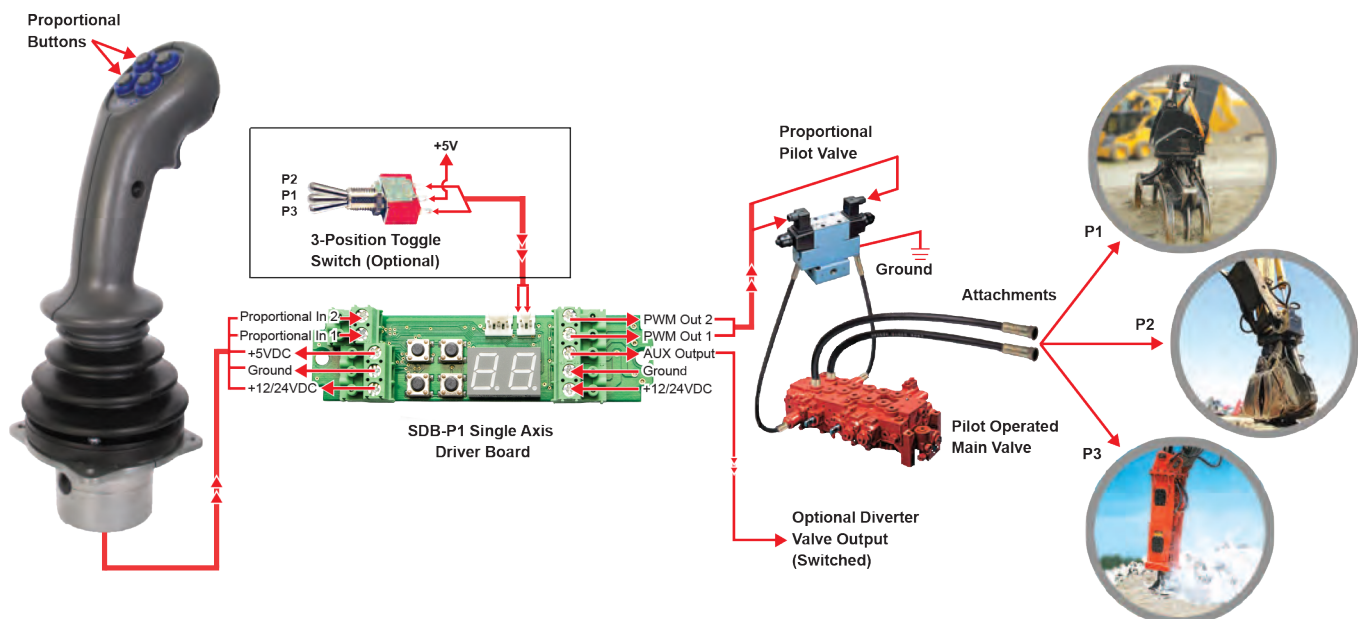 Proportional
Buttons
+5V
P2
P1
P3
3-Position Toggle
Switch (Optional)
Proportional In 2
Proportional In 1
+5VDC
Ground
+12/24VDC
8.8.
PWM Out 2
PWM Out 1
AUX Output
Ground
+12/24VDC
SDB-P1 Single Axis
Driver Board
Proportional
Pilot Valve
Ground
Attachments
Pilot Operated
Main Valve
Optional Diverter
Valve Output
(Switched)
P1
P2
P3